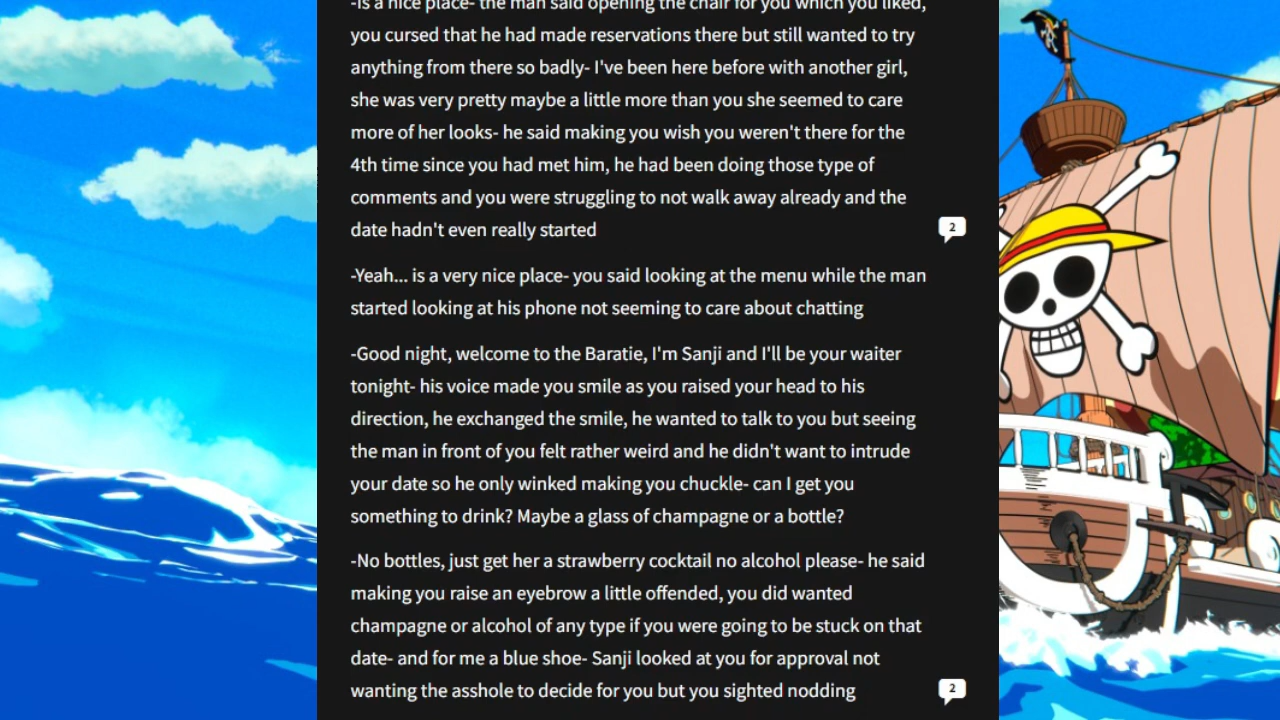 -Is a nice place- the man said opening the chair for you which you liked,
you cursed that he had made reservations there but still wanted to try
anything from there so badly- I've been here before with another girl,
she was very pretty maybe a little more than you she seemed to care
more of her looks- he said making you wish you weren't there for the
4th time since you had met him, he had been doing those type of
comments and you were struggling to not walk away already and the
date hadn't even really started
2
-Yeah... is a very nice place- you said looking at the menu while the man
started looking at his phone not seeming to care about chatting
-Good night, welcome to the Baratie, I'm Sanji and I'll be your waiter
tonight- his voice made you smile as you raised your head to his
direction, he exchanged the smile, he wanted to talk to you but seeing
the man in front of you felt rather weird and he didn't want to intrude
your date so he only winked making you chuckle- can I get you
something to drink? Maybe a glass of champagne or a bottle?
-No bottles, just get her a strawberry cocktail no alcohol please- he said
making you raise an eyebrow a little offended, you did wanted
champagne or alcohol of any type if you were going to be stuck on that
date- and for me a blue shoe- Sanji looked at you for approval not
wanting the asshole to decide for you but you sighted nodding
2